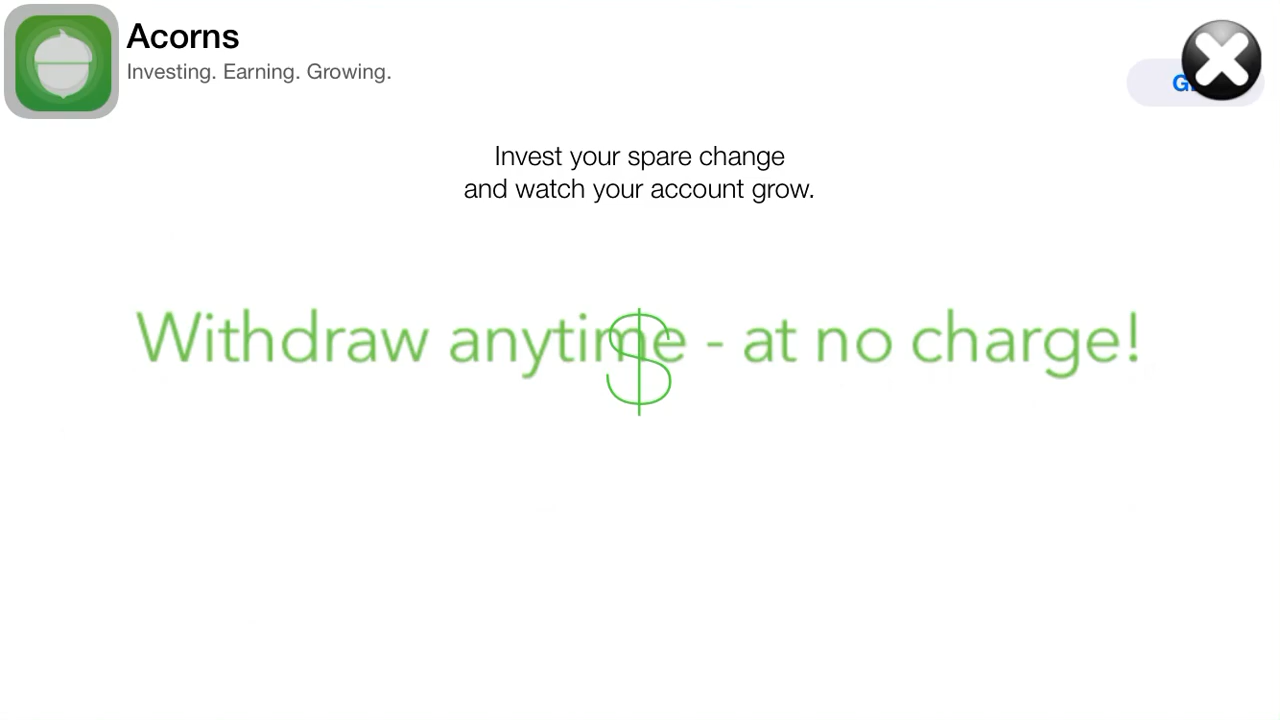 Acorns
Investing. Earning. Growing.
Invest your spare change
and watch your account grow.
Withdraw anytime - at no charge!
$